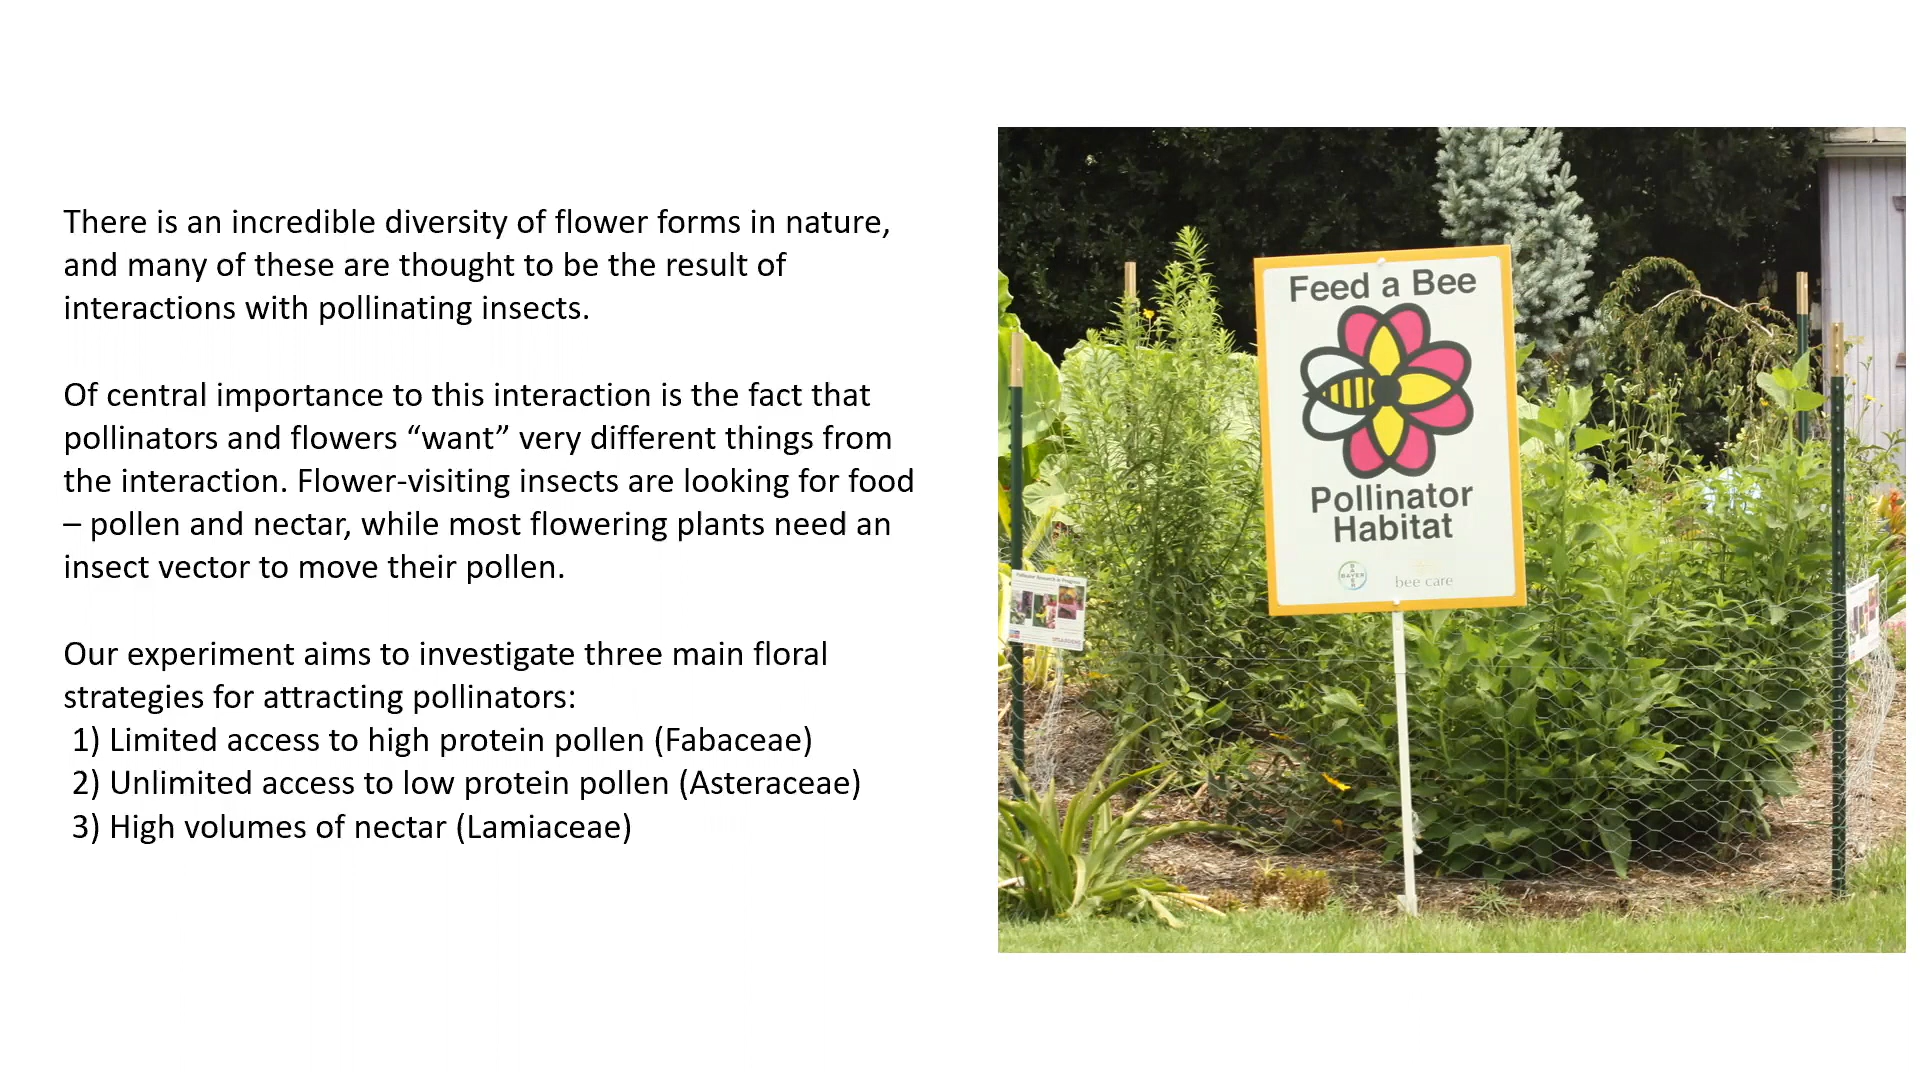 There is an incredible diversity of flower forms in nature,
and many of these are thought to be the result of
interactions with pollinating insects.
Of central importance to this interaction is the fact that
pollinators and flowers “want” very different things from
the interaction. Flower-visiting insects are looking for food
– pollen and nectar, while most flowering plants need an
insect vector to move their pollen.
Our experiment aims to investigate three main floral
strategies for attracting pollinators:
1) Limited access to high protein pollen (Fabaceae)
2) Unlimited access to low protein pollen (Asteraceae)
3) High volumes of nectar (Lamiaceae)
Feed a Bee
Pollinator
Habitat
BAYER
bee care
Pollinator Research in Progress